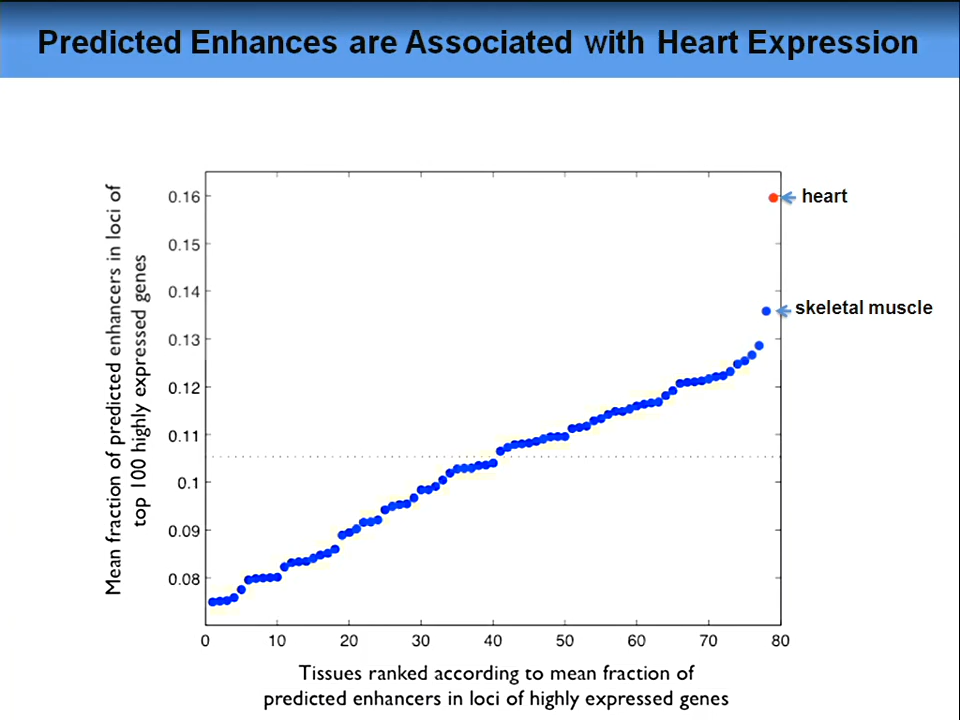 Predicted Enhances are Associated with Heart Expression
Mean fraction of predicted enhancers in loci of
top 100 highly expressed genes
0.16
0.15
0.14
0.13
0.12
0.11
0.1
0.09
0.08
heart
skeletal muscle
0 10 20 30 40 50 60 70 80
Tissues ranked according to mean fraction of
predicted enhancers in loci of highly expressed genes